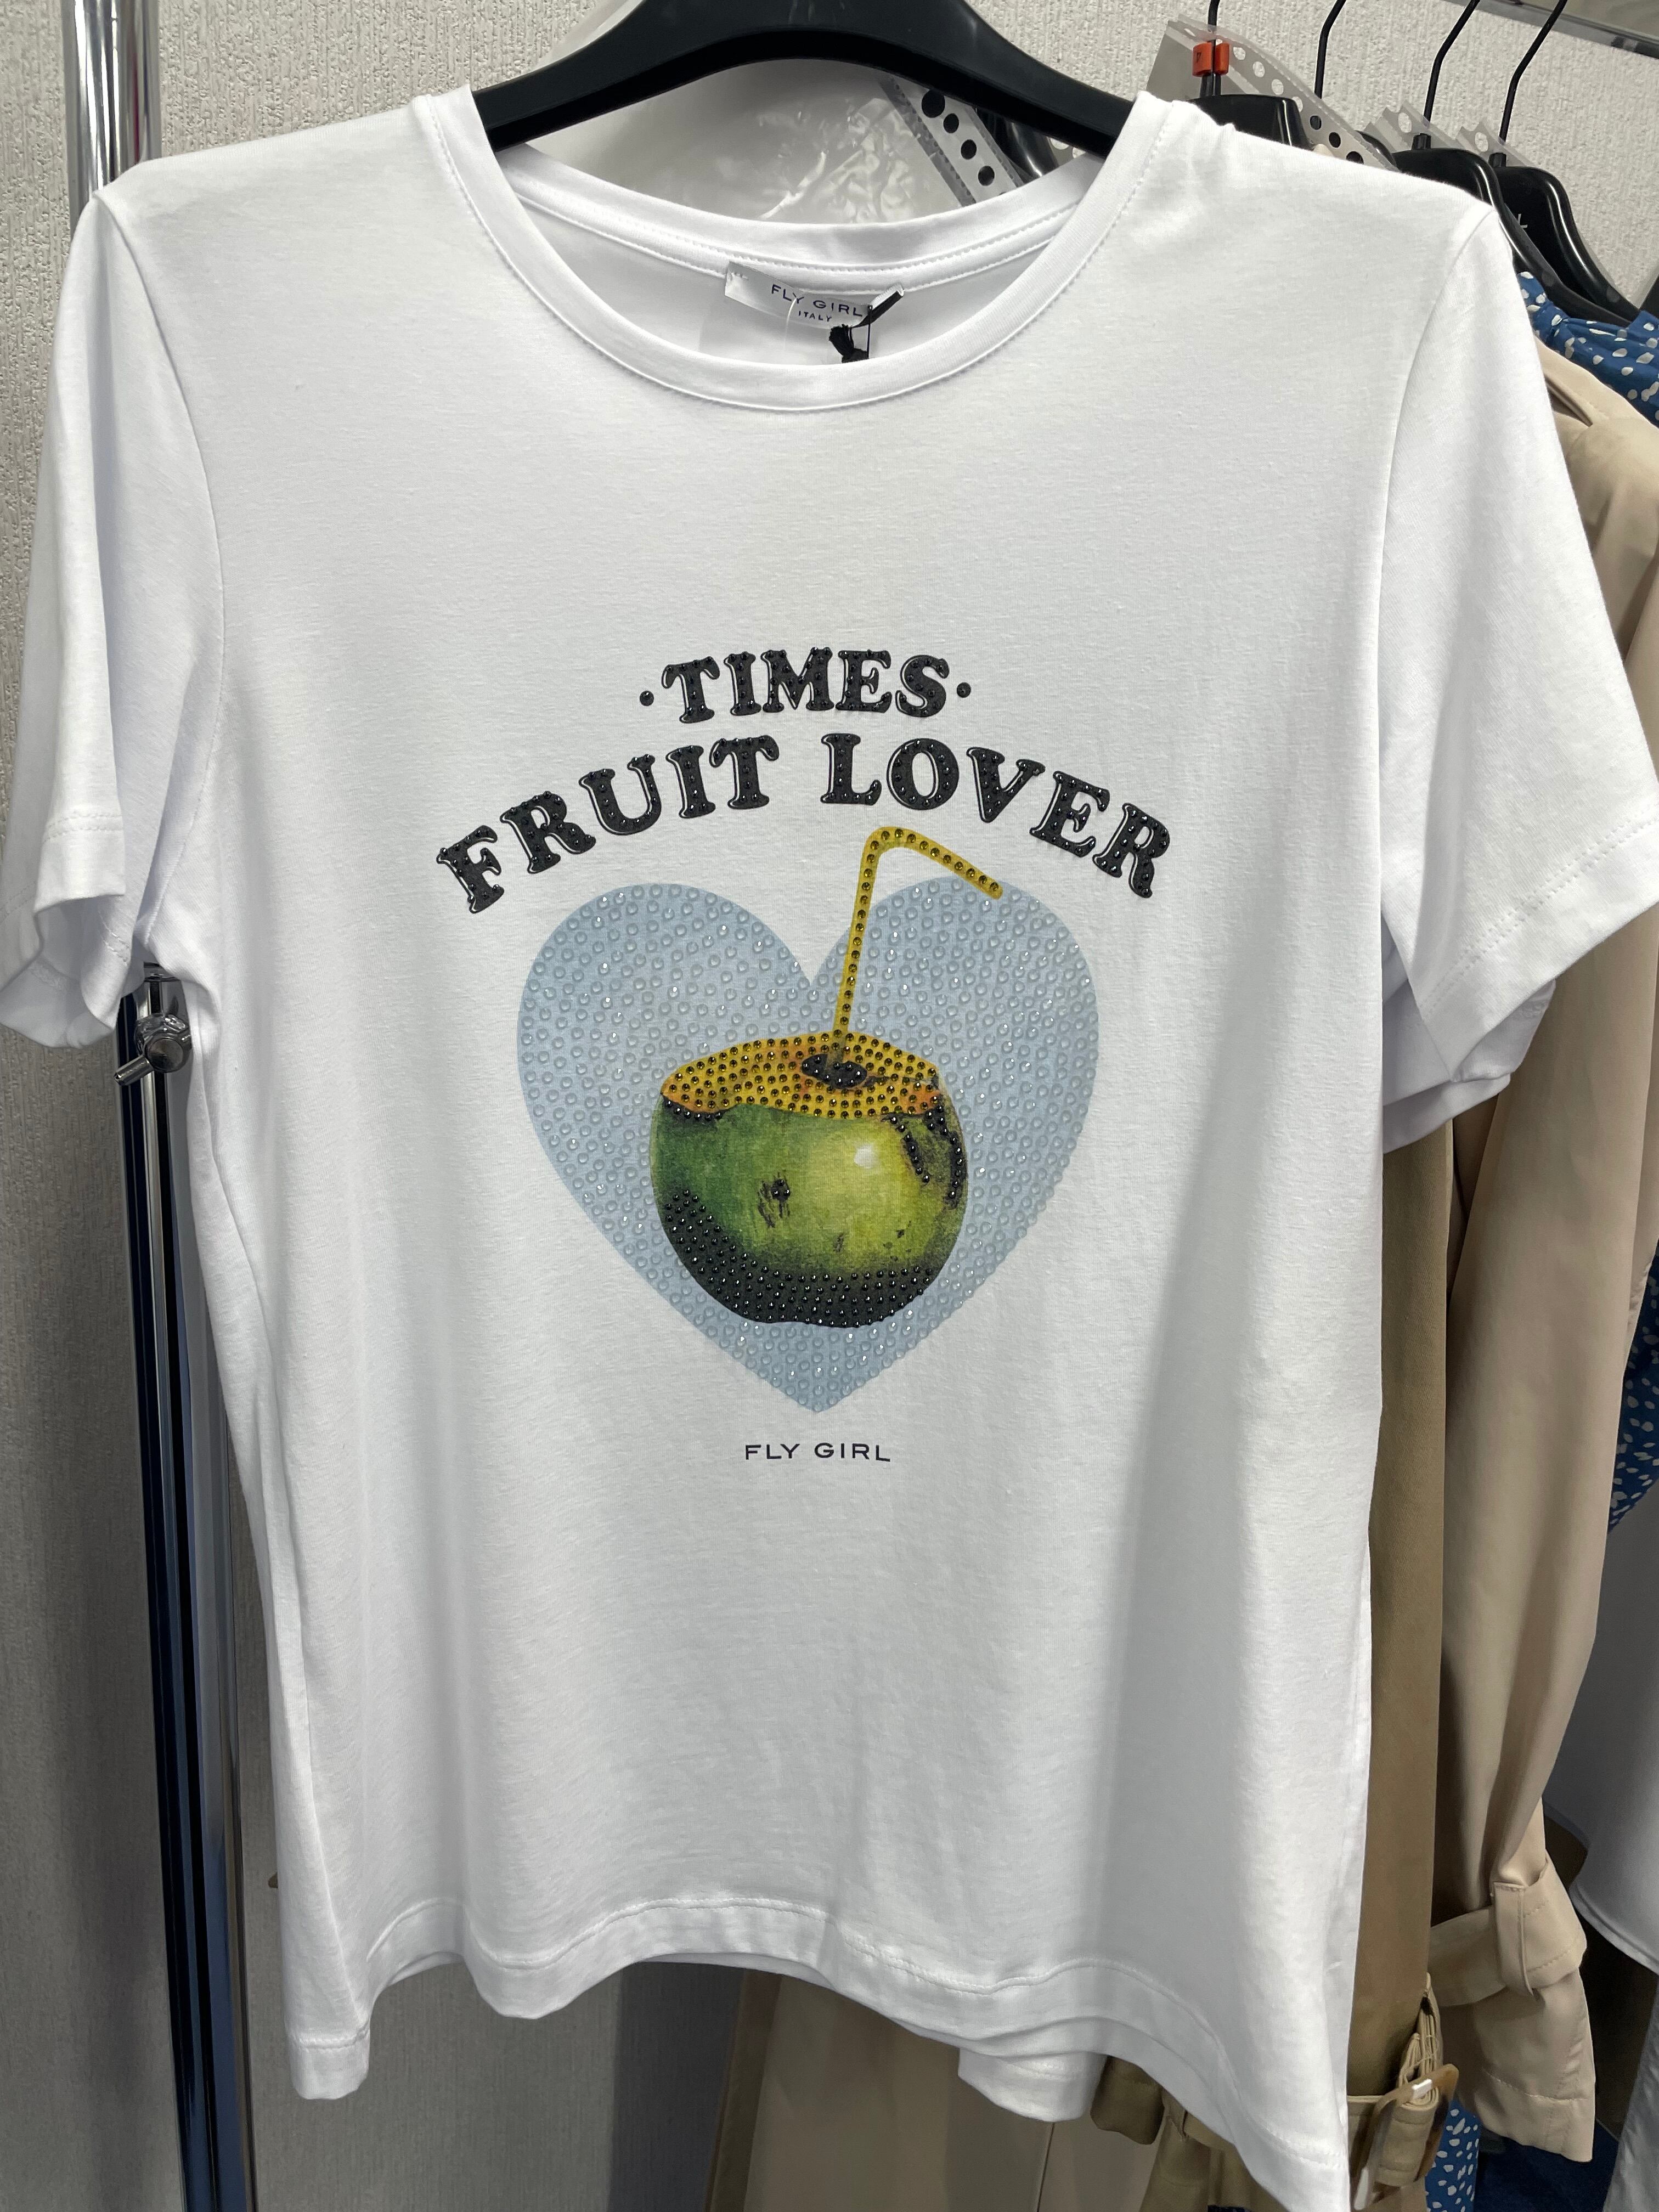 FLY GIRL
ITALY
·TIMES·
FRUIT LOVER
FLY GIRL